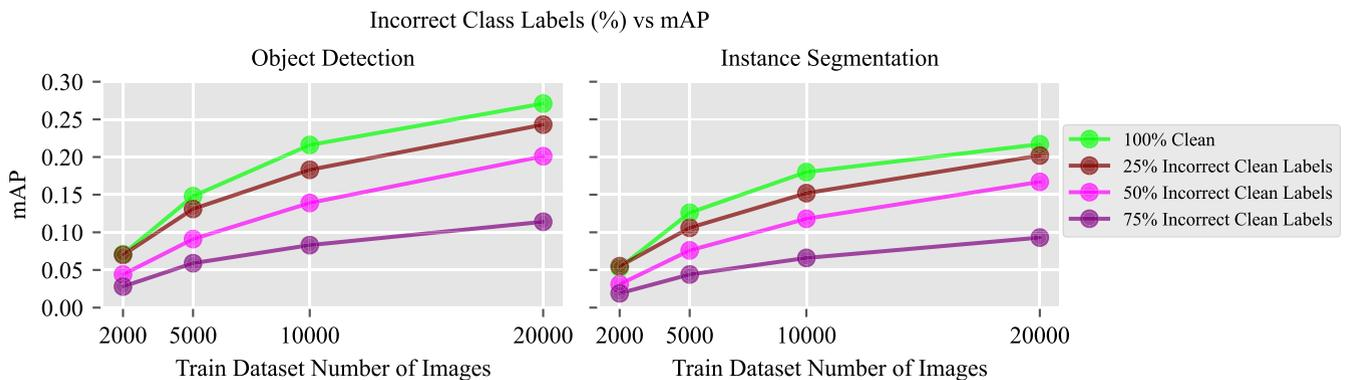 Incorrect Class Labels (%) vs mAP
Object Detection
Instance Segmentation
mAP
0.30
0.25
0.20
0.15
0.10
0.05
0.00
2000 5000 10000 20000
2000 5000 10000 20000
Train Dataset Number of Images
Train Dataset Number of Images
100% Clean
25% Incorrect Clean Labels
50% Incorrect Clean Labels
75% Incorrect Clean Labels